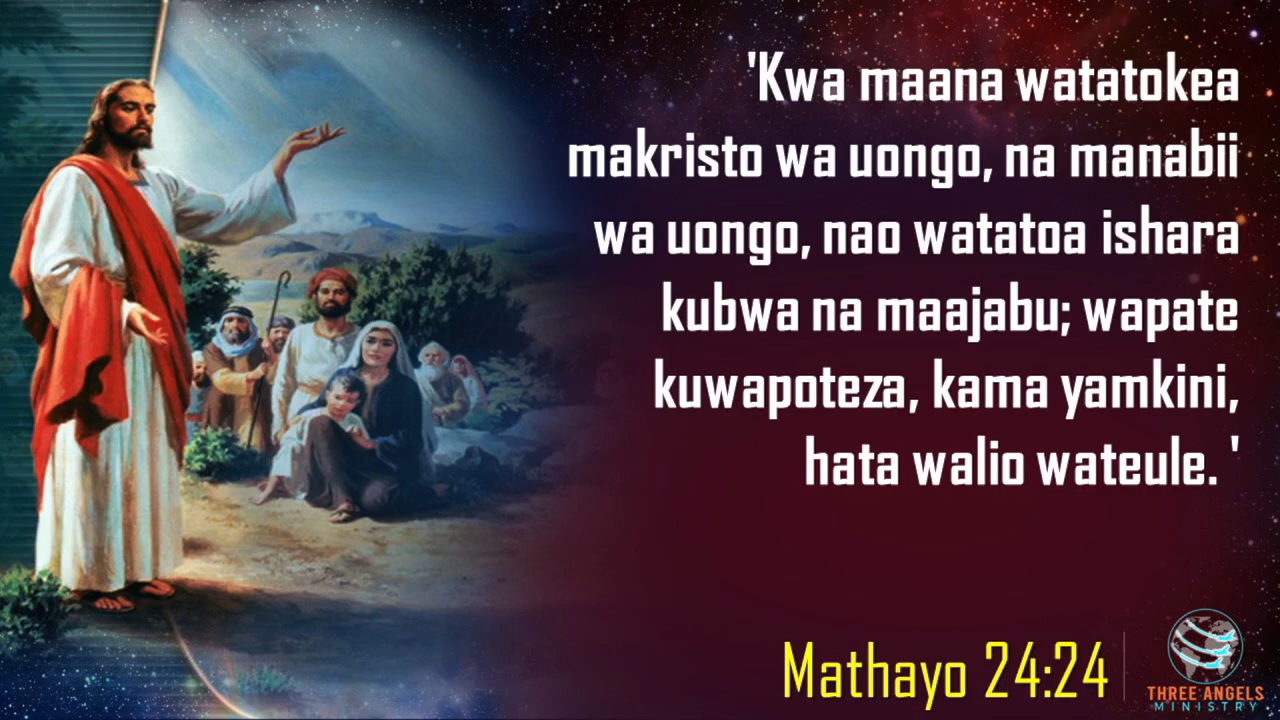 'Kwa maana watatokea
makristo wa uongo, na manabii
wa uongo, nao watatoa ishara
kubwa na maajabu; wapate
kuwapoteza, kama yamkini,
hata walio wateule. '
Mathayo 24:24
THREE ANGELS
MINISTRY